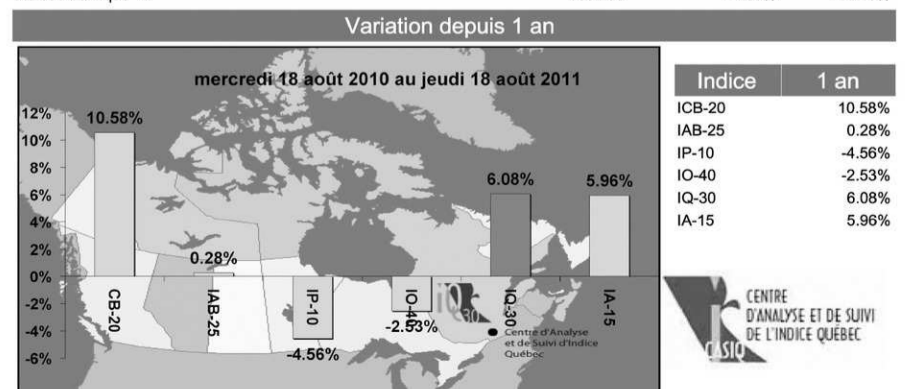 Variation depuis 1 an
mercredi 18 août 2010 au jeudi 18 août 2011
12%
10%
8%
6%
4%
2%
0%
-2%
-4%
-6%
10.58%
0.28%
-4.56%
-2.53%
6.08%
5.96%
CB-20
IAB-25
IP-10
IO-40
IQ-30
IA-15
iQ
30
Centre d'Analyse
et de Suivi d'Indice
Québec
Indice 1 an
ICB-20 10.58%
IAB-25 0.28%
IP-10 -4.56%
IO-40 -2.53%
IQ-30 6.08%
IA-15 5.96%
CENTRE
D'ANALYSE ET DE SUIVI
DE L'INDICE QUÉBEC
CASIQ